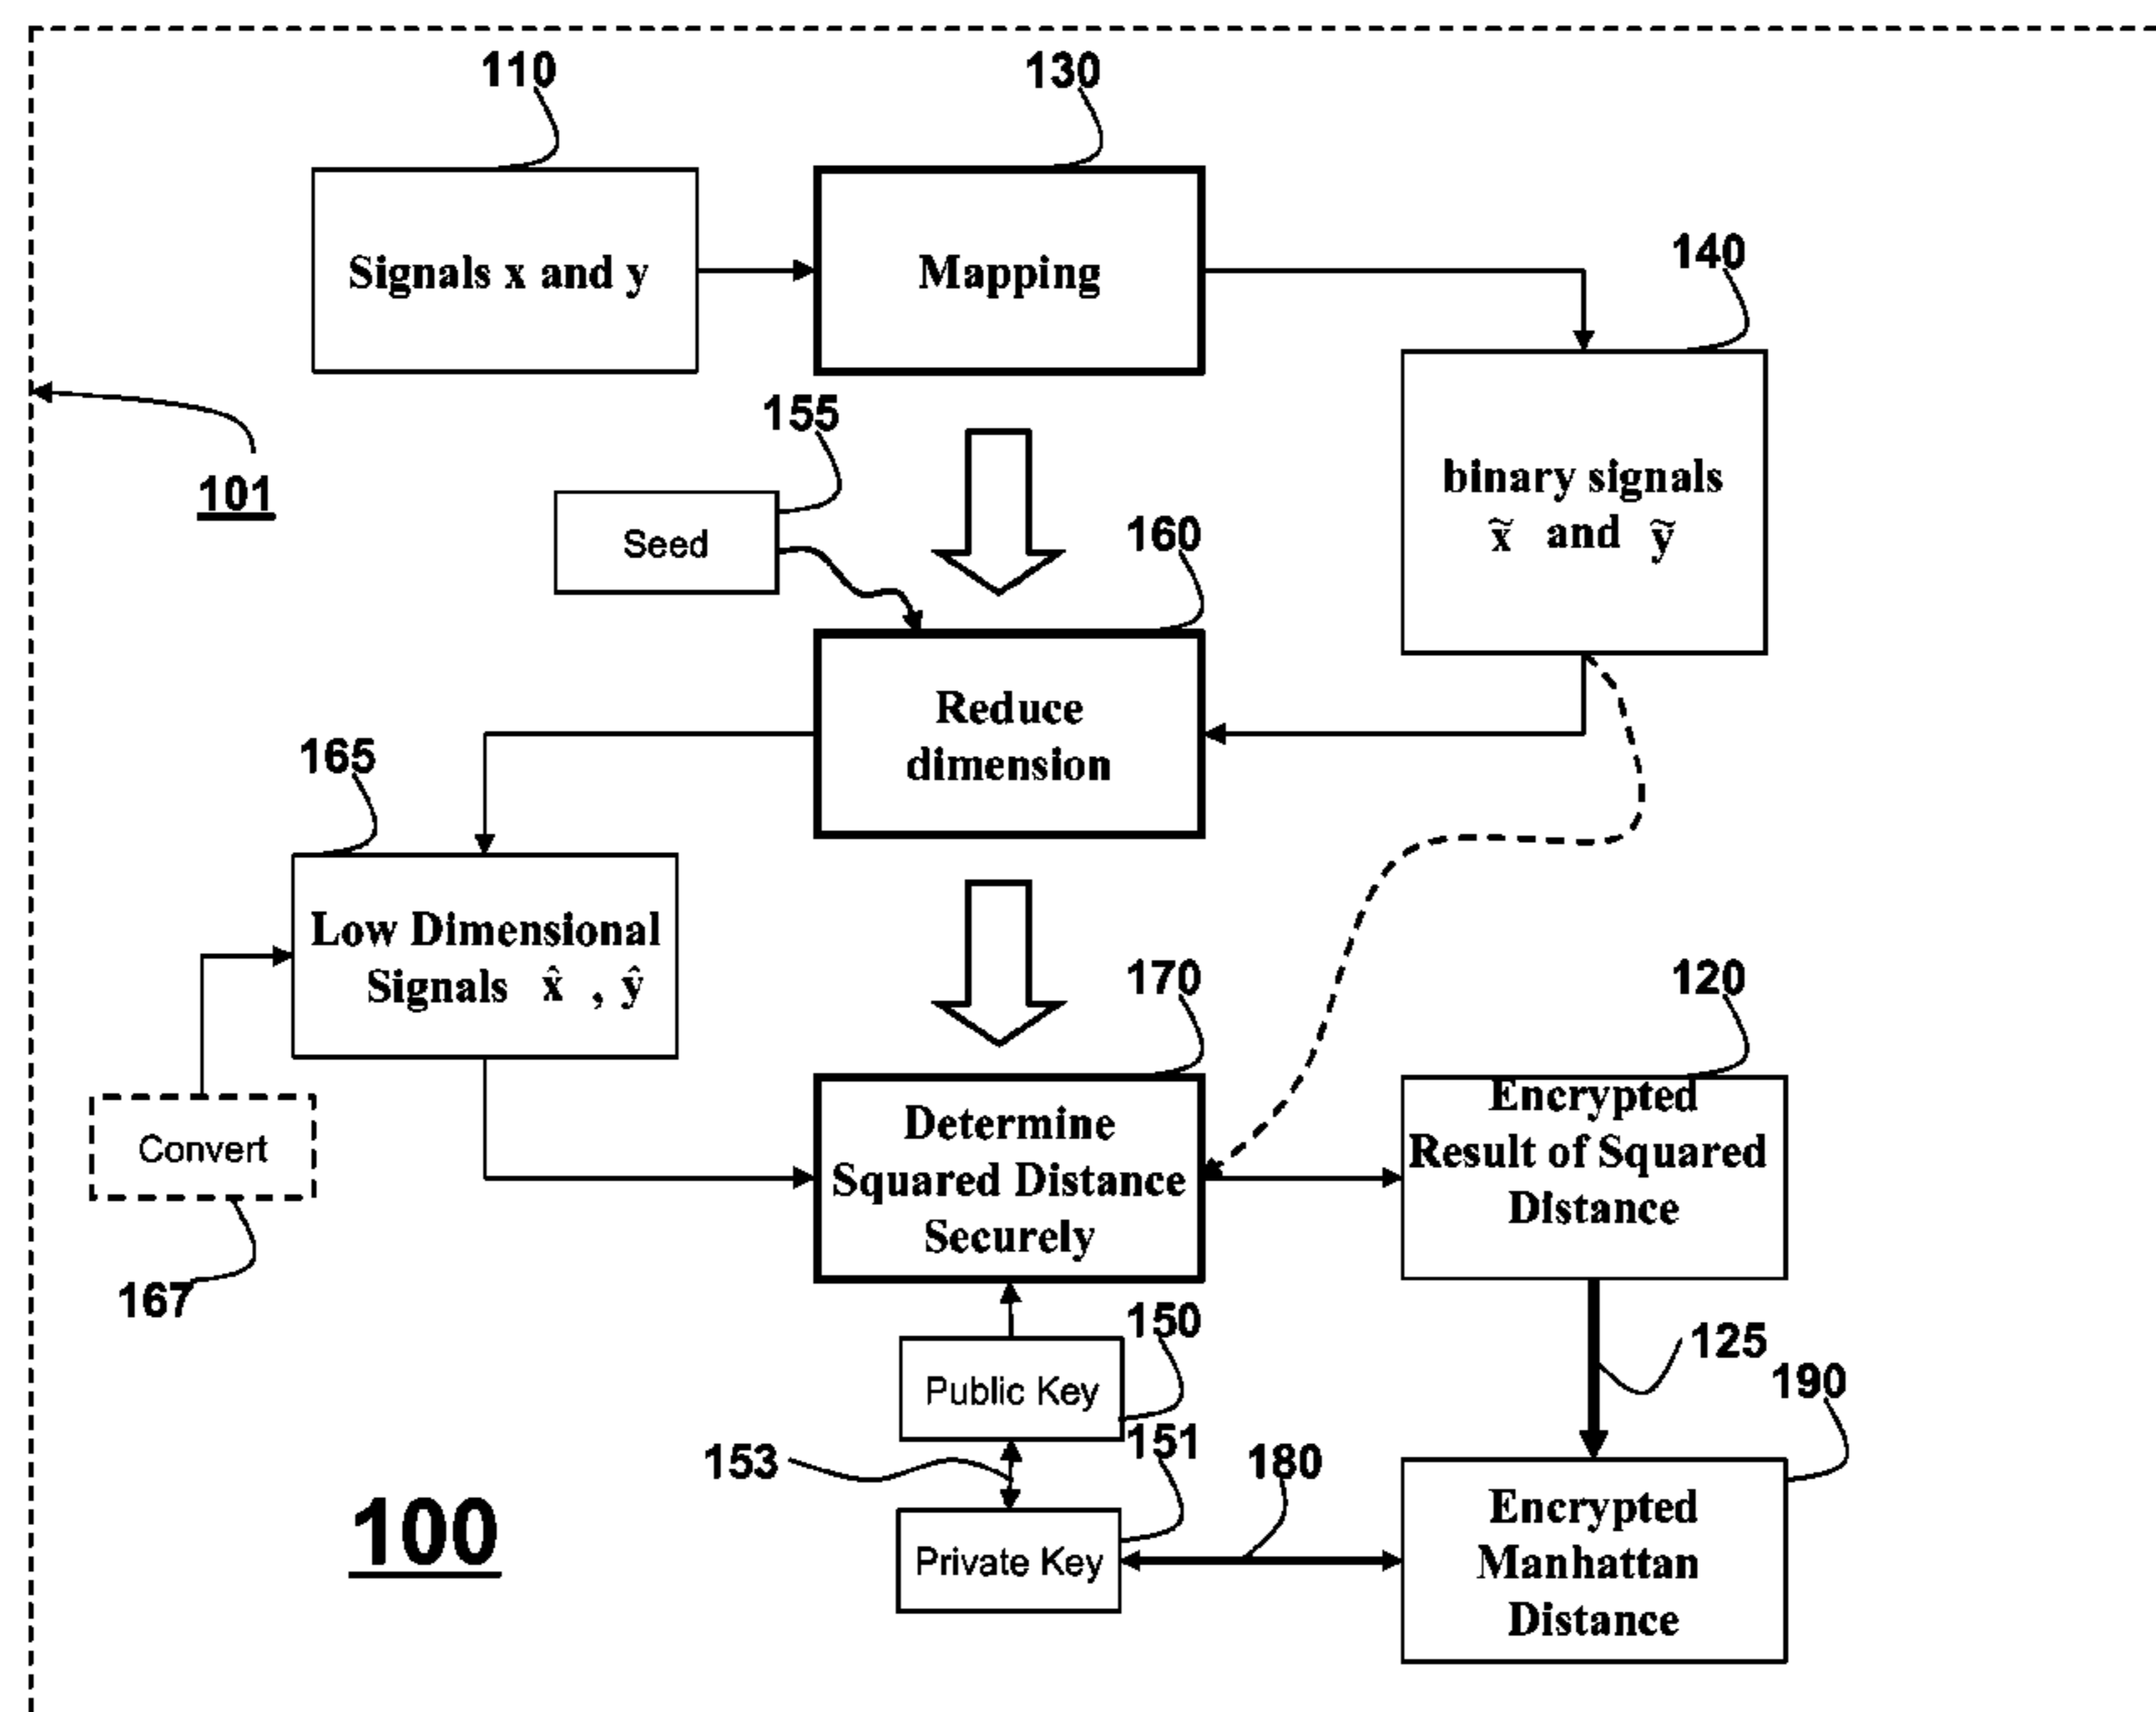 110
130
Signals x and y
Mapping
140
155
101
binary signals
x̃ and ỹ
Seed
160
Reduce
dimension
165
Low Dimensional
Signals x̂ , ŷ
170
120
Convert
Determine
Squared Distance
Securely
Encrypted
Result of Squared
Distance
167
150
125
Public Key
190
151
153
180
100
Private Key
Encrypted
Manhattan
Distance